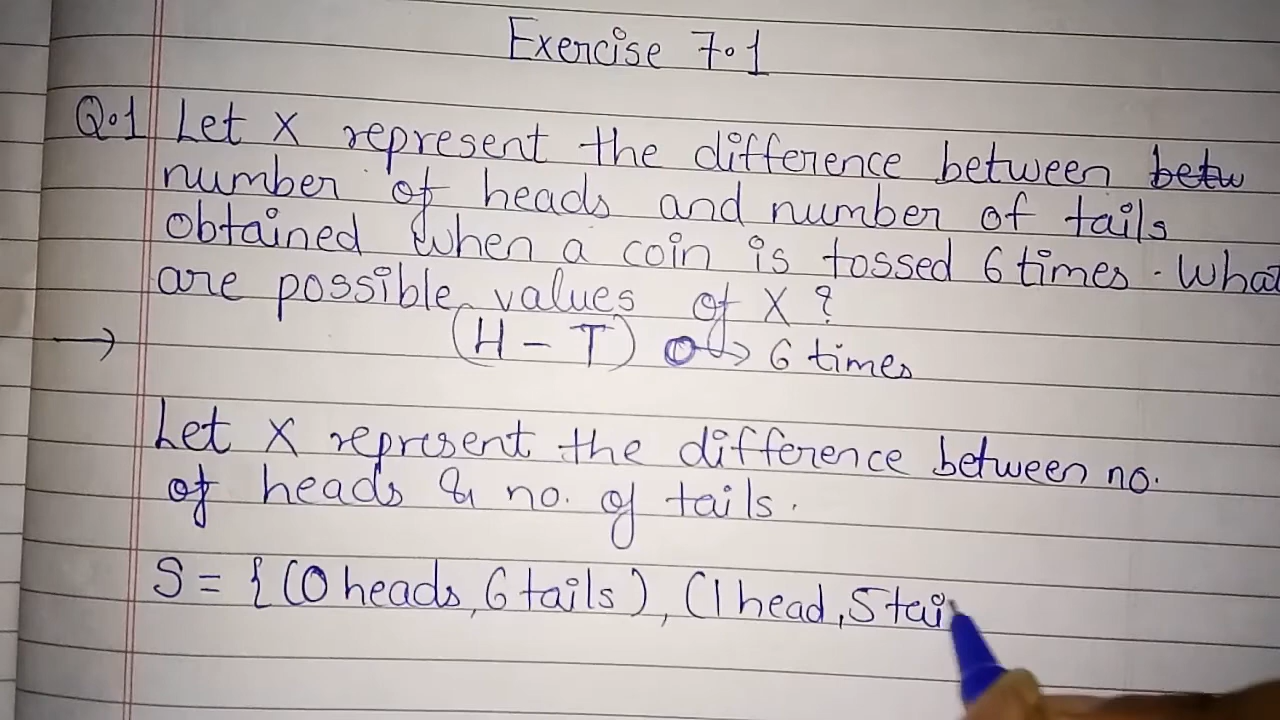 Exercise 7.1
Q.1 Let X represent the difference between betw
number of heads and number of tails
obtained when a coin is tossed 6 times. What
are possible values of X?
→ (H - T) → 6 times
Let X represent the difference between no.
of heads & no. of tails.
S = {(0 heads, 6 tails), (1 head, 5 tai